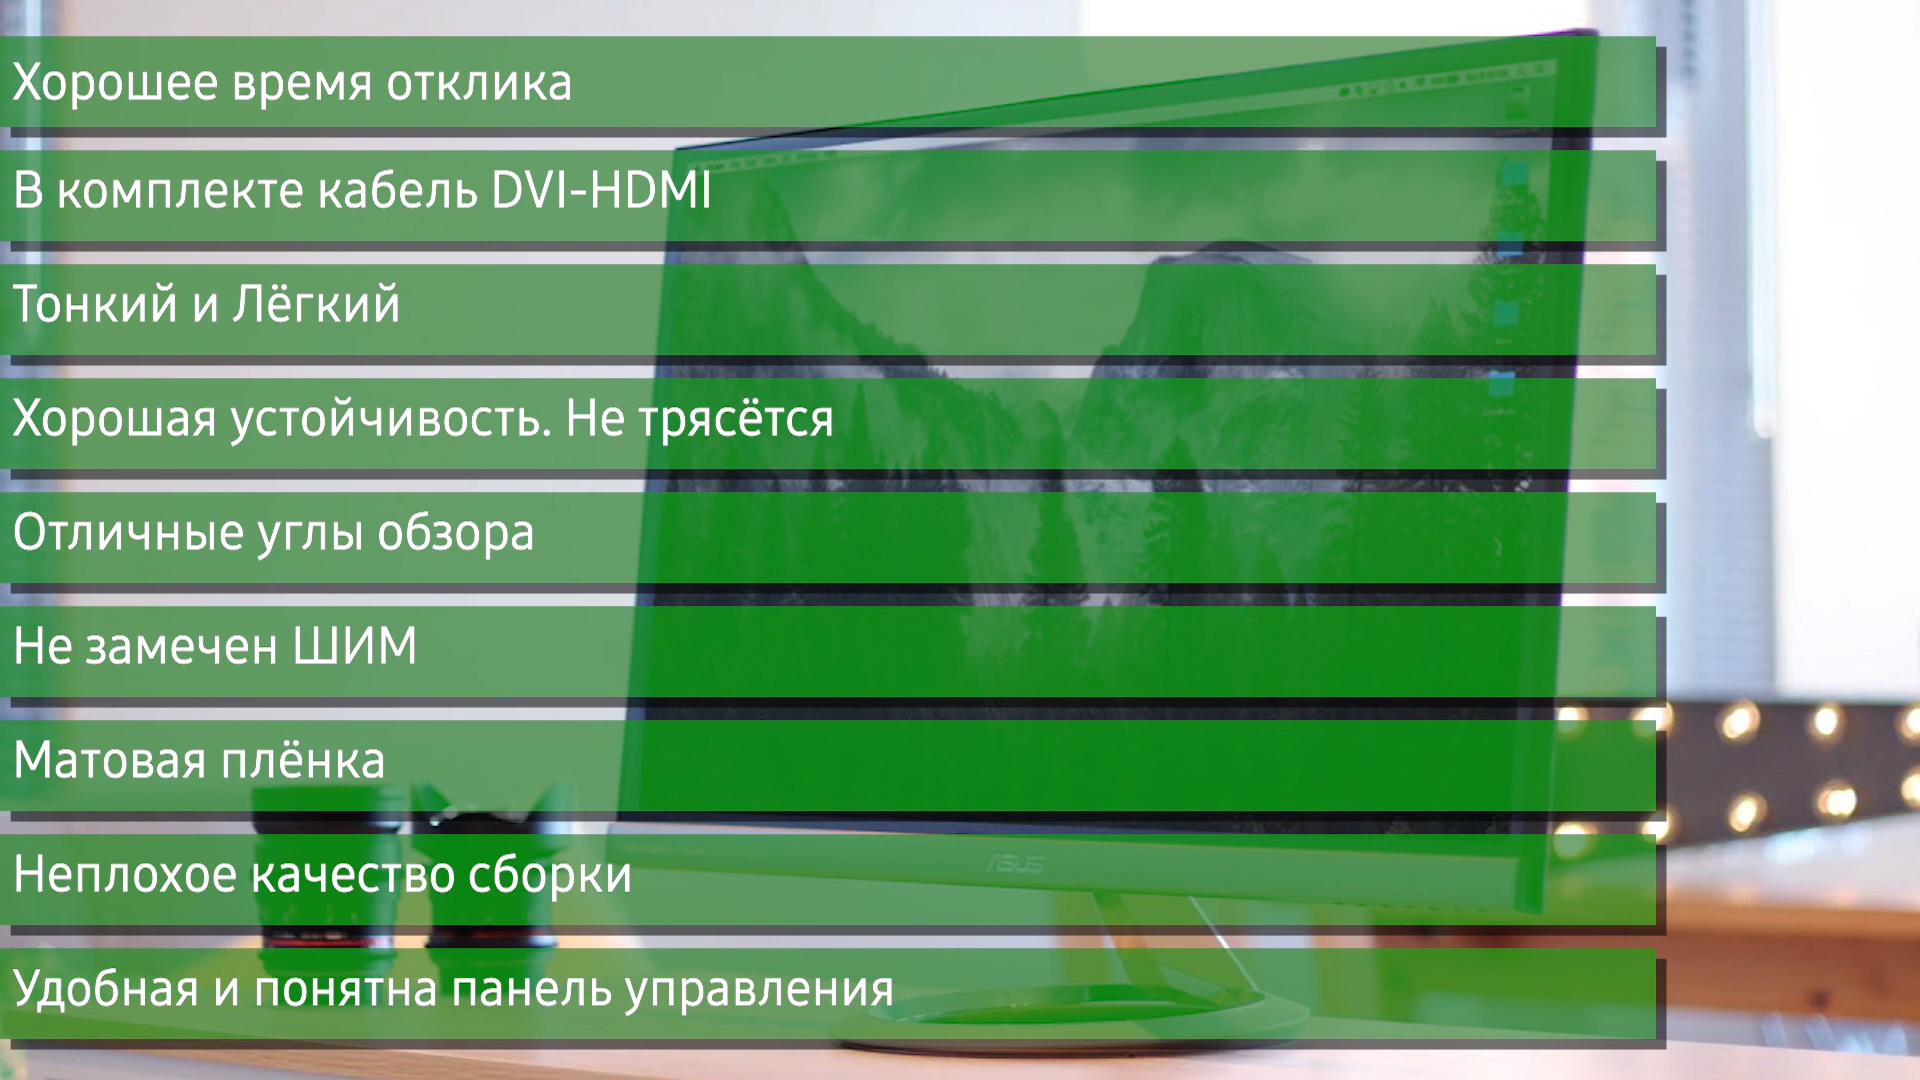 Хорошее время отклика
В комплекте кабель DVI-HDMI
Тонкий и Лёгкий
Хорошая устойчивость. Не трясётся
Отличные углы обзора
Не замечен ШИМ
Матовая плёнка
Неплохое качество сборки
ASUS
Удобная и понятна панель управления